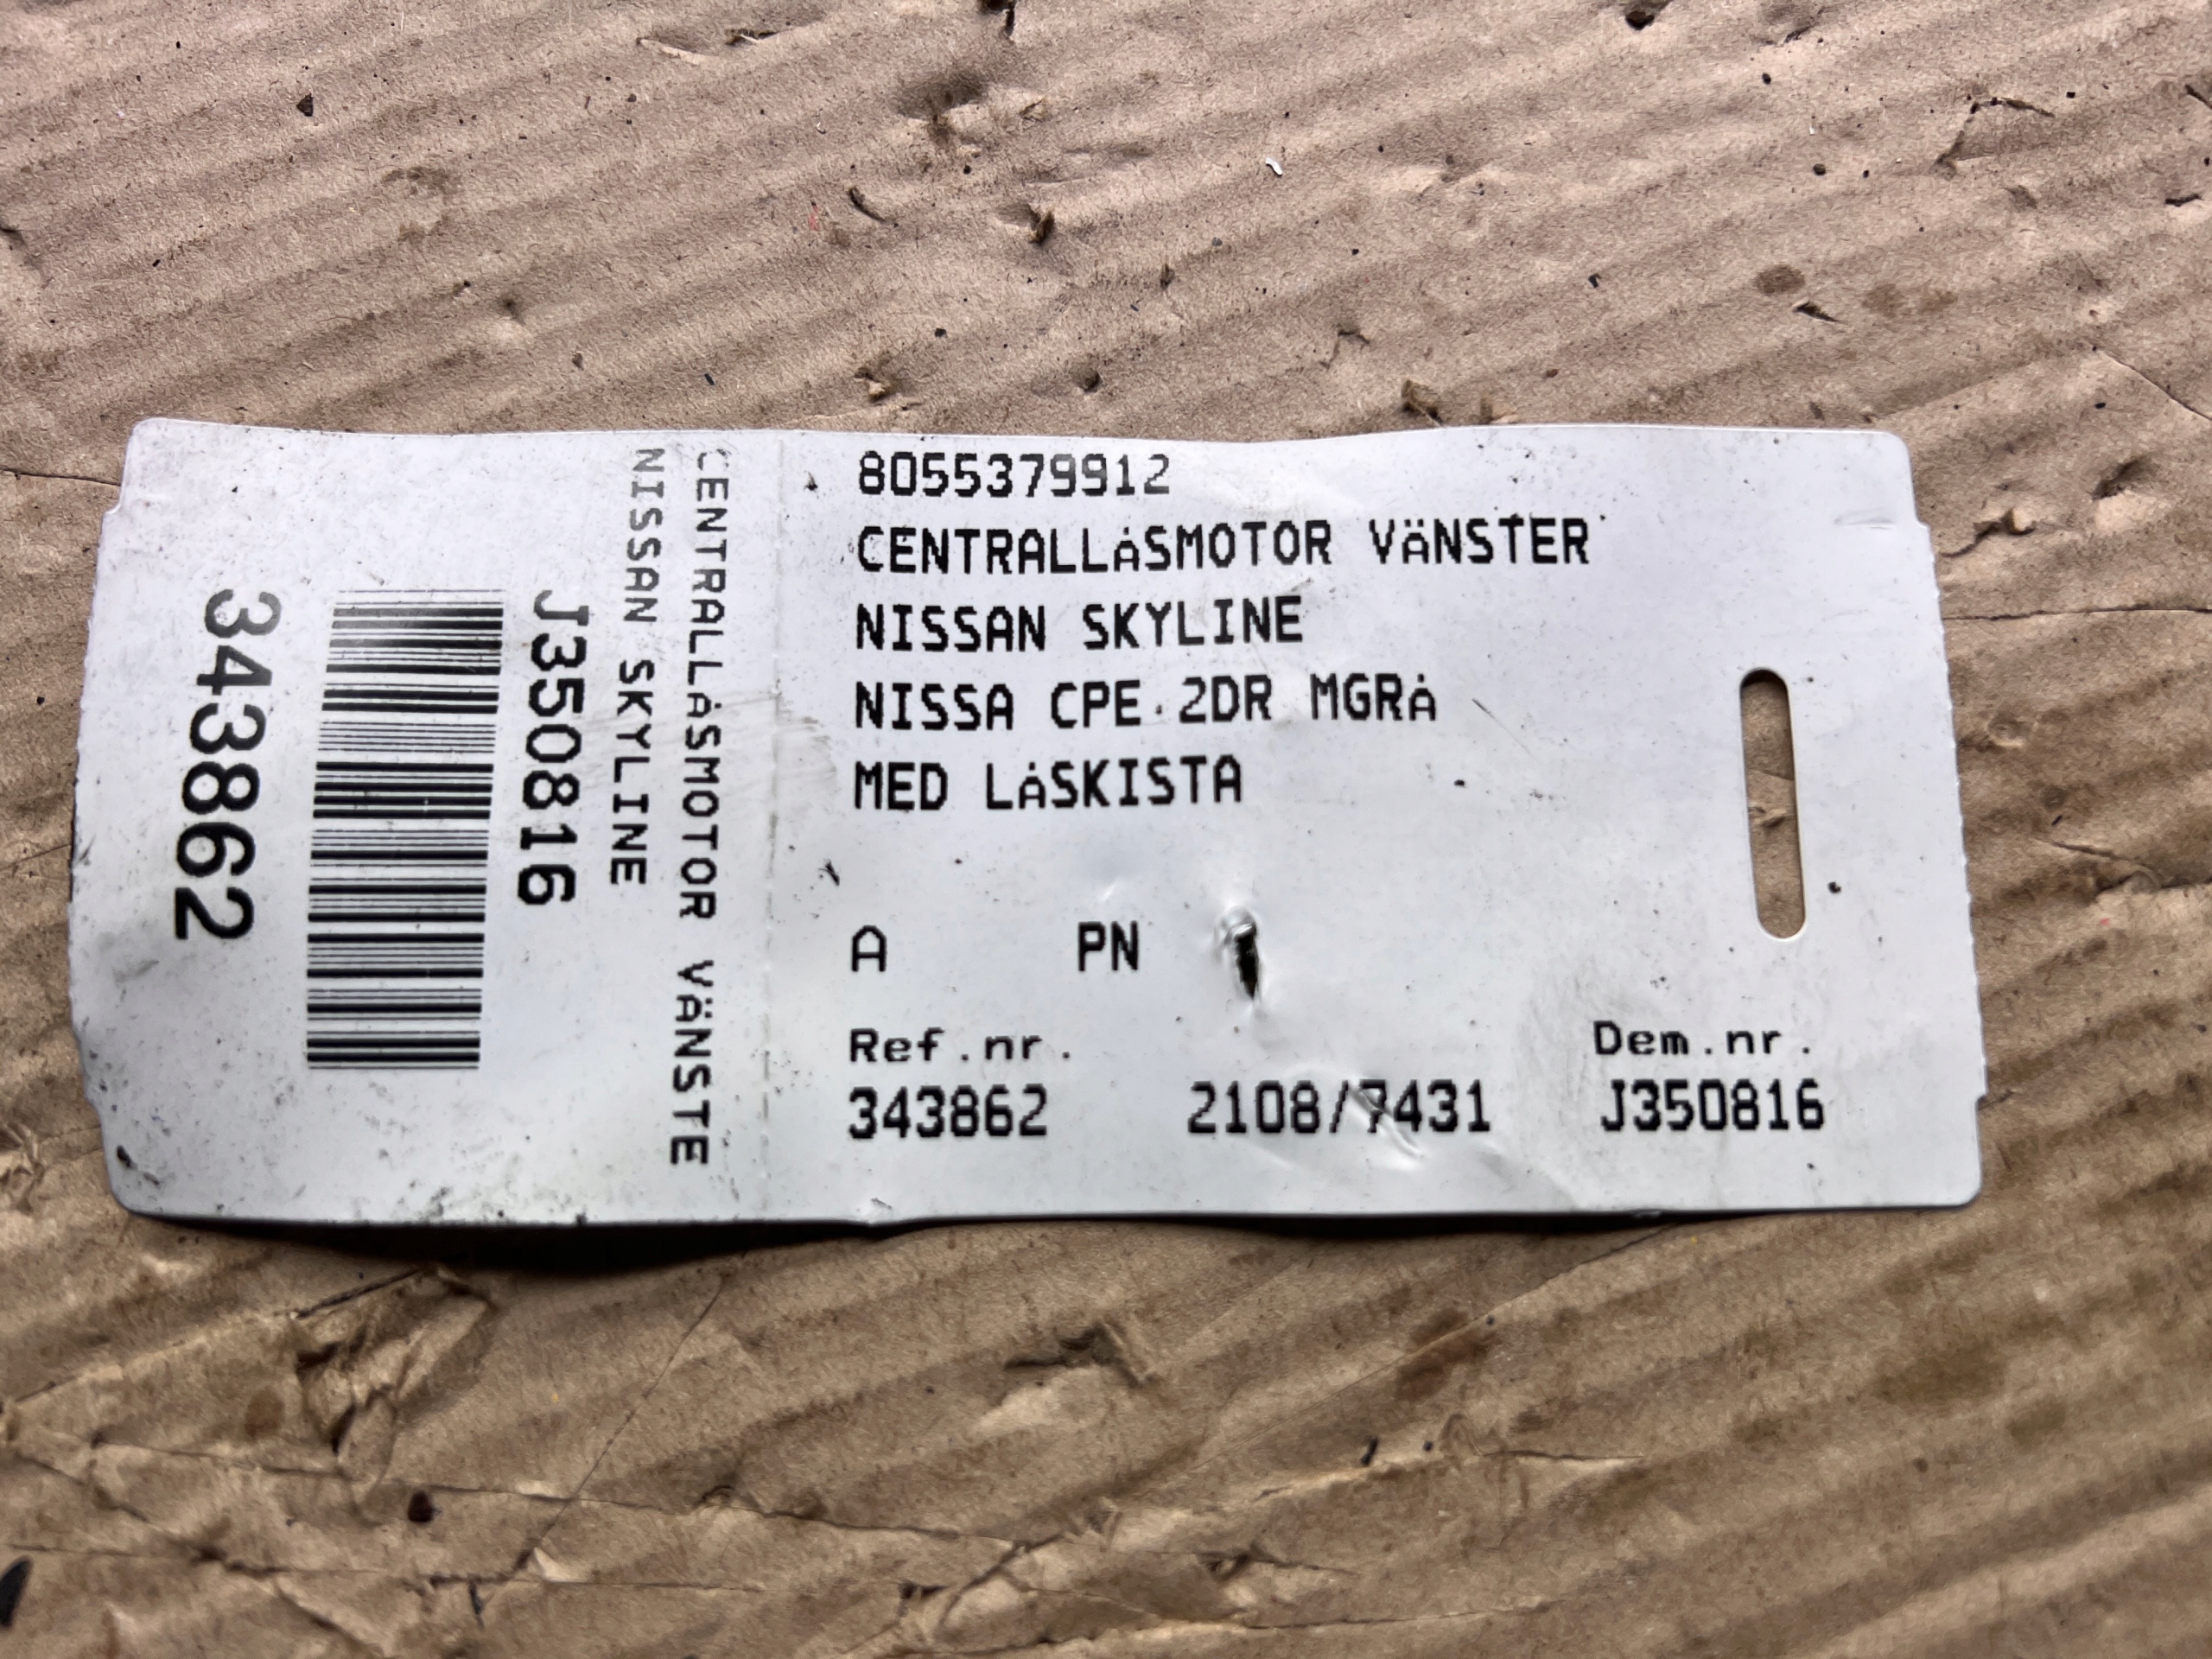 8055379912
CENTRALLÅSMOTOR VÄNSTER
NISSAN SKYLINE
NISSA CPE 2DR MGRÅ
MED LÅSKISTA
A PN
Ref.nr. Dem.nr.
343862 2108/7431 J350816
CENTRALLÅSMOTOR VÄNSTE
NISSAN SKYLINE
J350816
343862